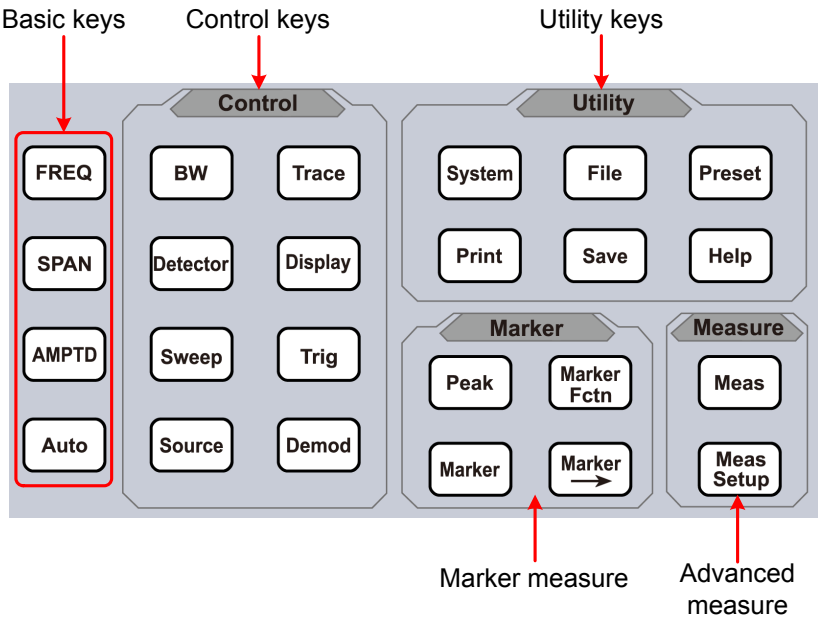 Basic keys
Control keys
Utility keys
Control
Utility
FREQ
BW
Trace
System
File
Preset
SPAN
Detector
Display
Print
Save
Help
AMPTD
Sweep
Trig
Auto
Source
Demod
Marker
Measure
Peak
Marker
Fctn
Meas
Marker
Marker
Meas
Setup
Marker measure
Advanced
measure